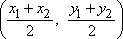 (x₁ + x₂ / 2, y₁ + y₂ / 2)